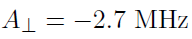 A⊥ = −2.7 MHz